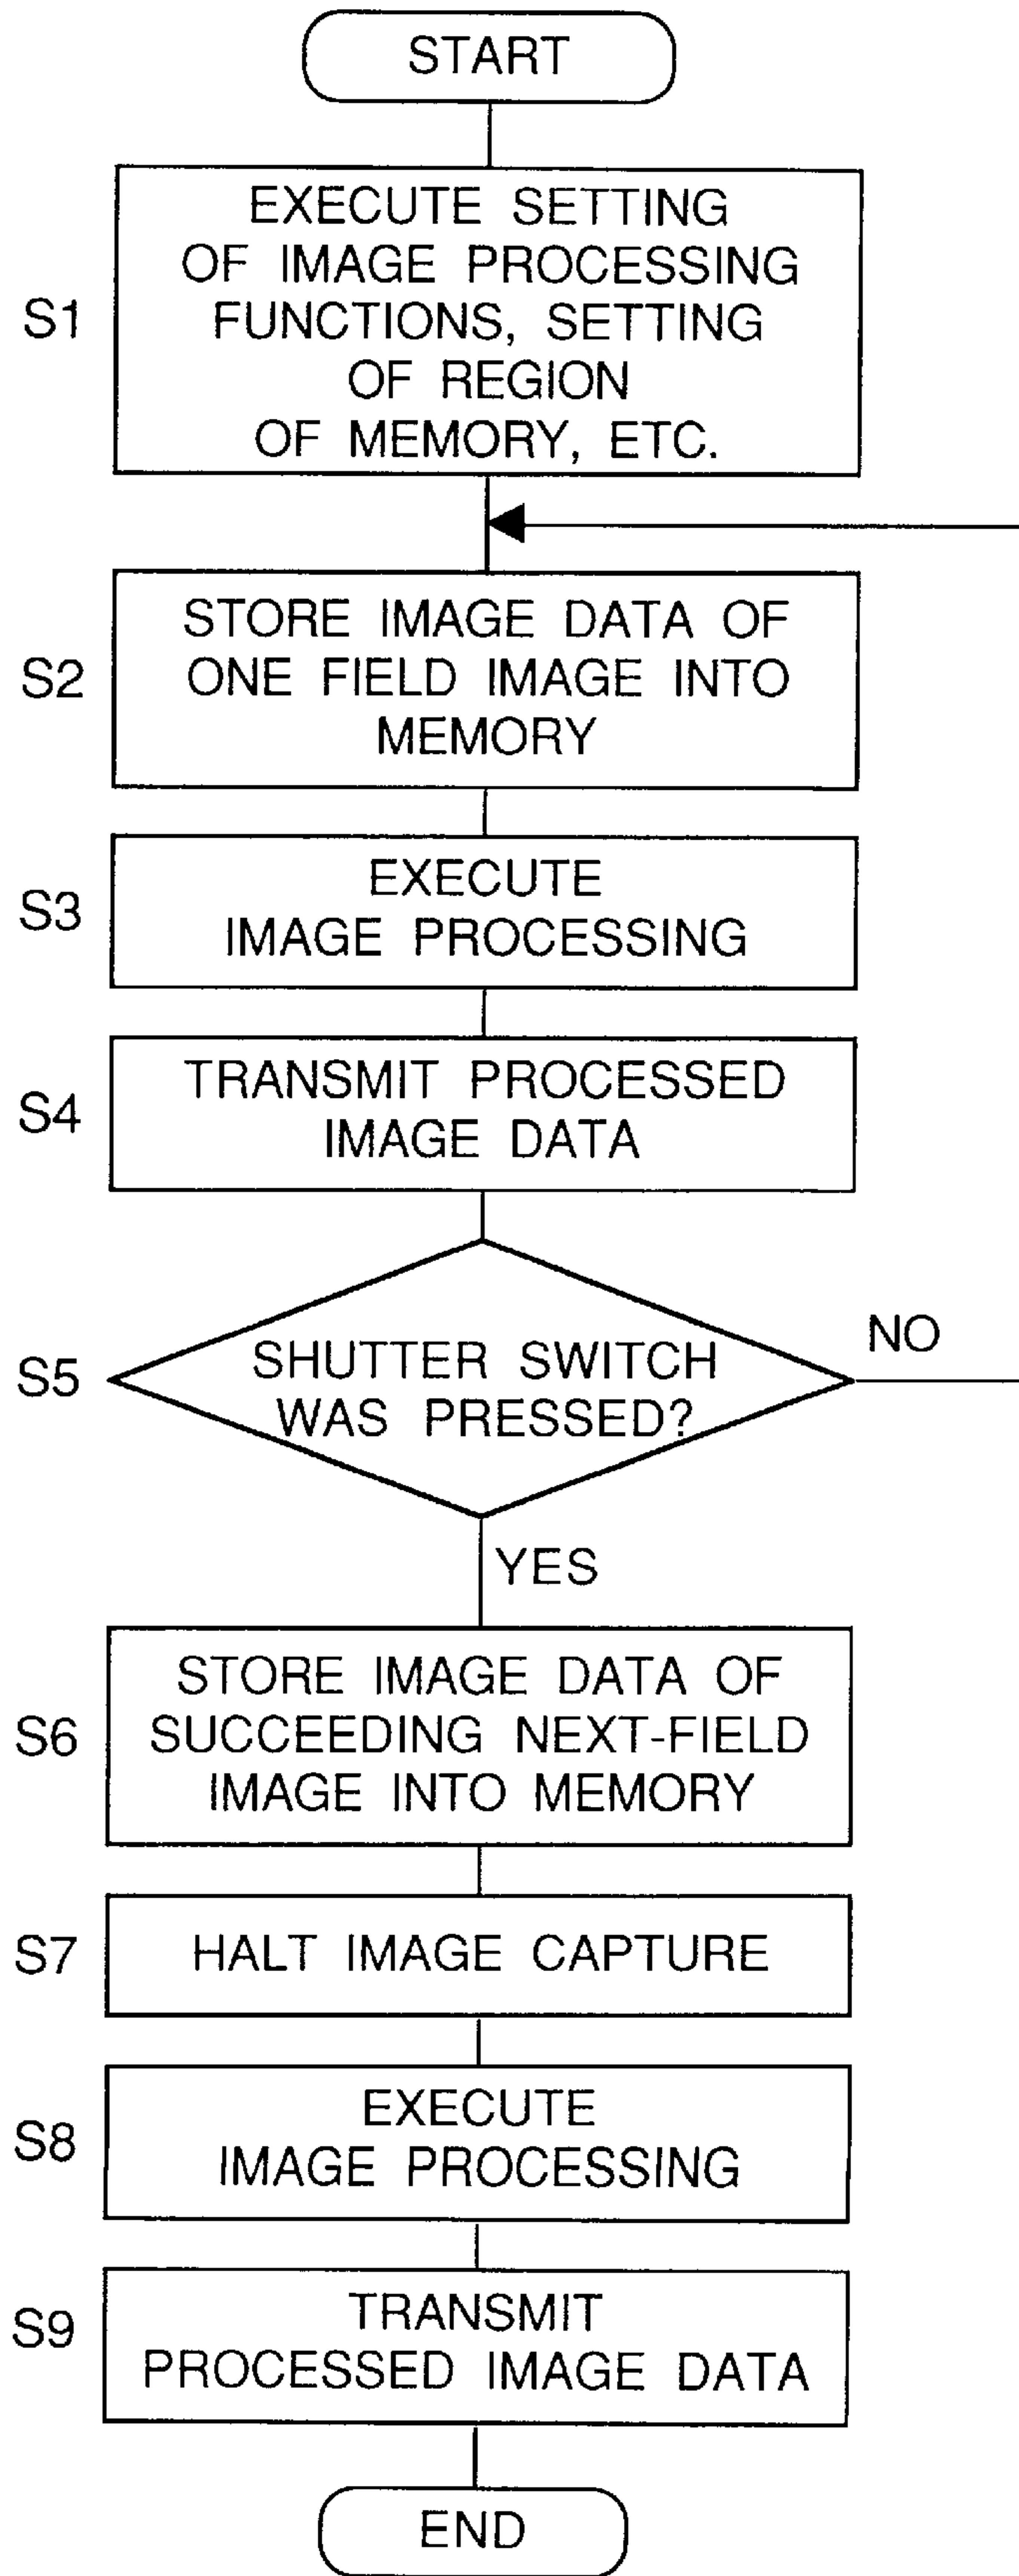 START
S1
EXECUTE SETTING
OF IMAGE PROCESSING
FUNCTIONS, SETTING
OF REGION
OF MEMORY, ETC.
S2
STORE IMAGE DATA OF
ONE FIELD IMAGE INTO
MEMORY
S3
EXECUTE
IMAGE PROCESSING
S4
TRANSMIT PROCESSED
IMAGE DATA
S5
SHUTTER SWITCH
WAS PRESSED?
NO
YES
S6
STORE IMAGE DATA OF
SUCCEEDING NEXT-FIELD
IMAGE INTO MEMORY
S7
HALT IMAGE CAPTURE
S8
EXECUTE
IMAGE PROCESSING
S9
TRANSMIT
PROCESSED IMAGE DATA
END